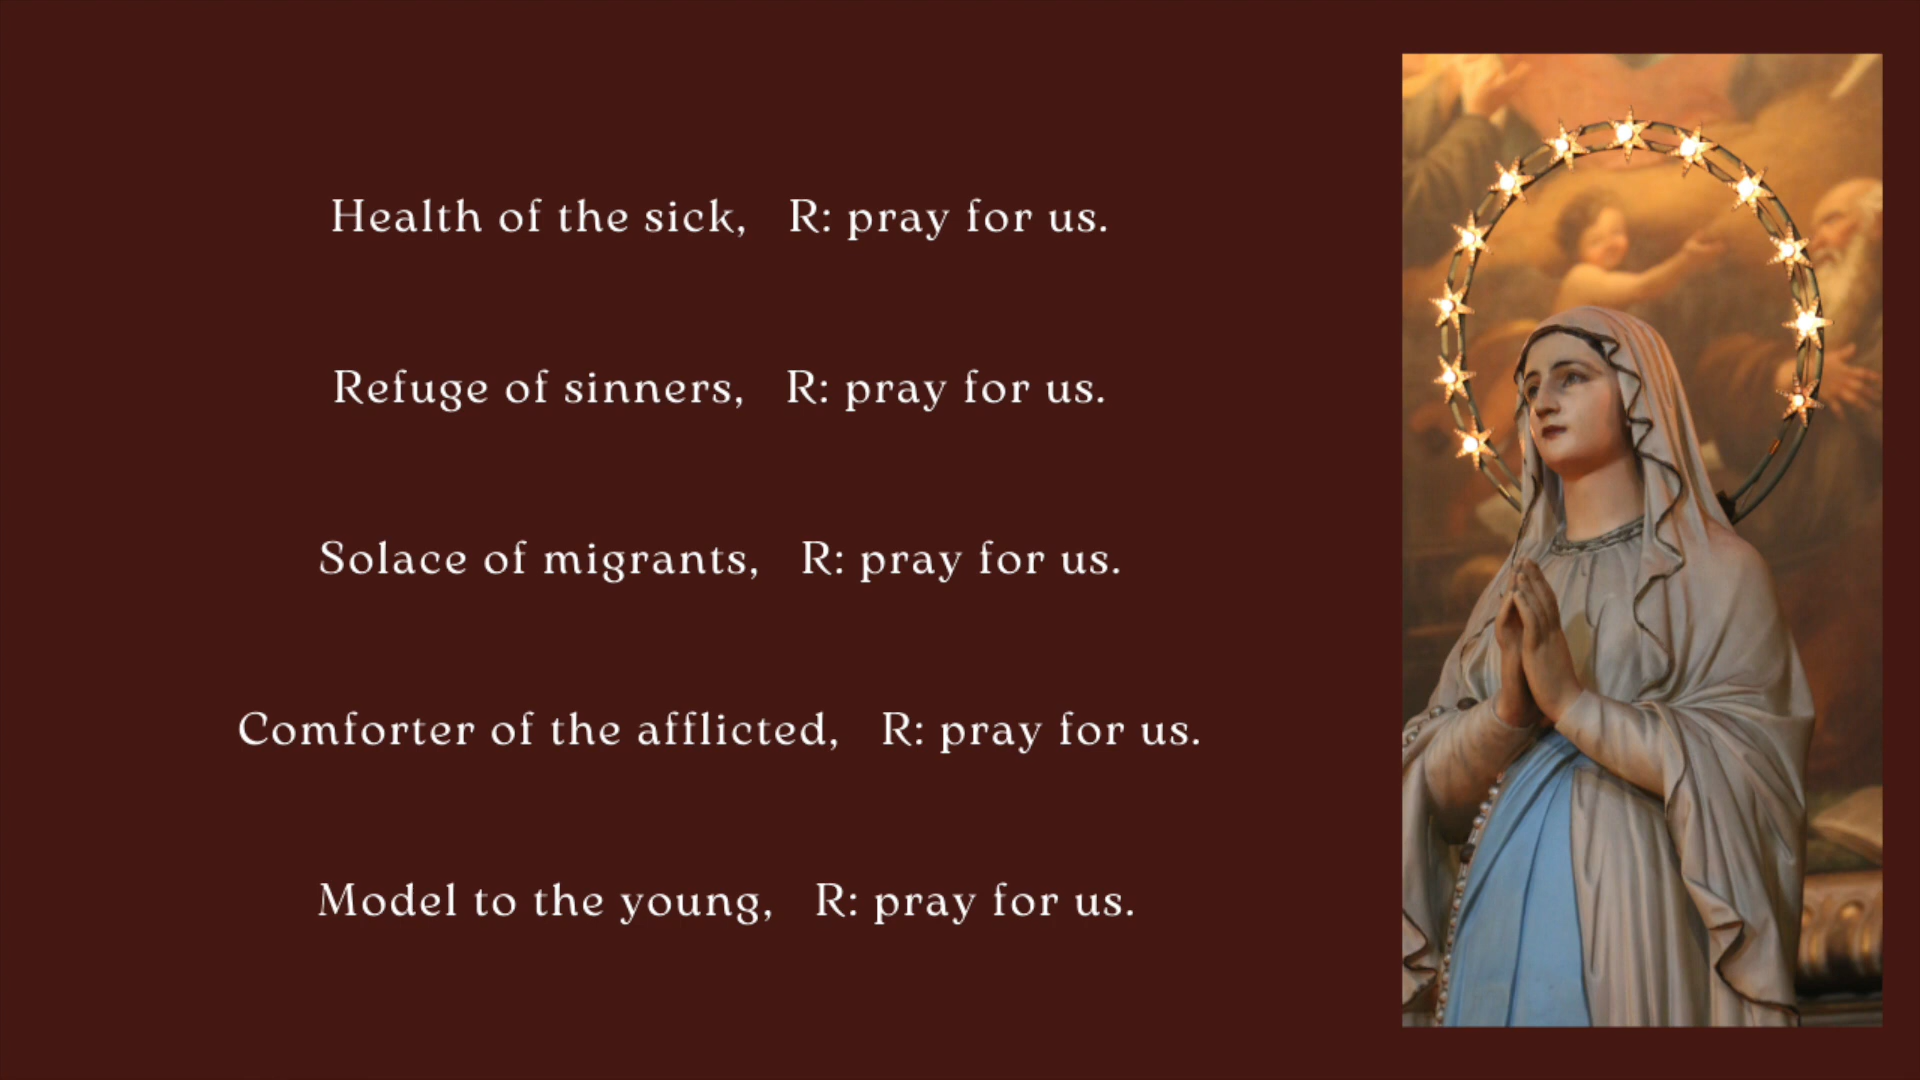 Health of the sick, R: pray for us.
Refuge of sinners, R: pray for us.
Solace of migrants, R: pray for us.
Comforter of the afflicted, R: pray for us.
Model to the young, R: pray for us.